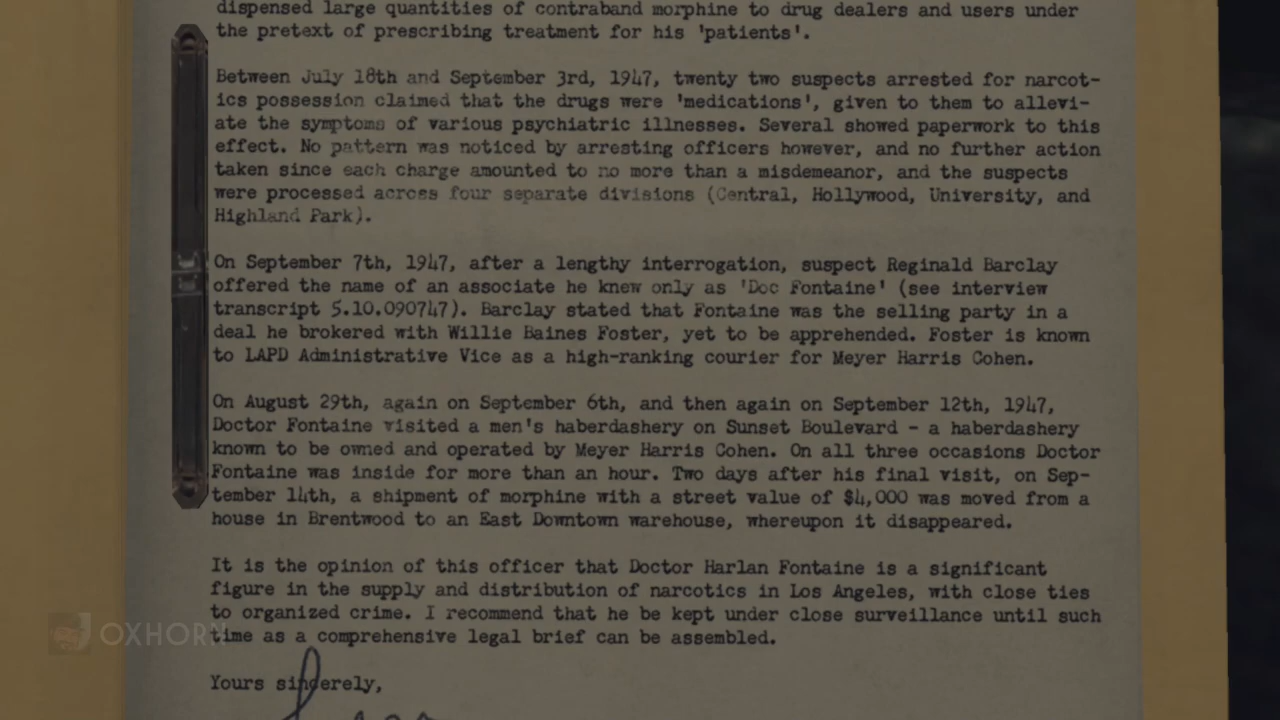 dispensed large quantities of contraband morphine to drug dealers and users under
the pretext of prescribing treatment for his 'patients'.
Between July 18th and September 3rd, 1947, twenty two suspects arrested for narcot-
ics possession claimed that the drugs were 'medications', given to them to allevi-
ate the symptoms of various psychiatric illnesses. Several showed paperwork to this
effect. No pattern was noticed by arresting officers however, and no further action
taken since each charge amounted to no more than a misdemeanor, and the suspects
were processed across four separate divisions (Central, Hollywood, University, and
Highland Park).
On September 7th, 1947, after a lengthy interrogation, suspect Reginald Barclay
offered the name of an associate he knew only as 'Doc Fontaine' (see interview
transcript 5.10.090747). Barclay stated that Fontaine was the selling party in a
deal he brokered with Willie Baines Foster, yet to be apprehended. Foster is known
to LAPD Administrative Vice as a high-ranking courier for Meyer Harris Cohen.
On August 29th, again on September 6th, and then again on September 12th, 1947,
Doctor Fontaine visited a men's haberdashery on Sunset Boulevard - a haberdashery
known to be owned and operated by Meyer Harris Cohen. On all three occasions Doctor
Fontaine was inside for more than an hour. Two days after his final visit, on Sep-
tember 14th, a shipment of morphine with a street value of $4,000 was moved from a
house in Brentwood to an East Downtown warehouse, whereupon it disappeared.
It is the opinion of this officer that Doctor Harlan Fontaine is a significant
figure in the supply and distribution of narcotics in Los Angeles, with close ties
to organized crime. I recommend that he be kept under close surveillance until such
time as a comprehensive legal brief can be assembled.
OXHORN
Yours sincerely,